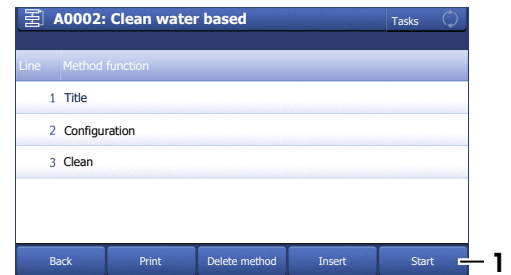 A0002: Clean water based Tasks
Line Method function
1 Title
2 Configuration
3 Clean
Back Print Delete method Insert Start 1